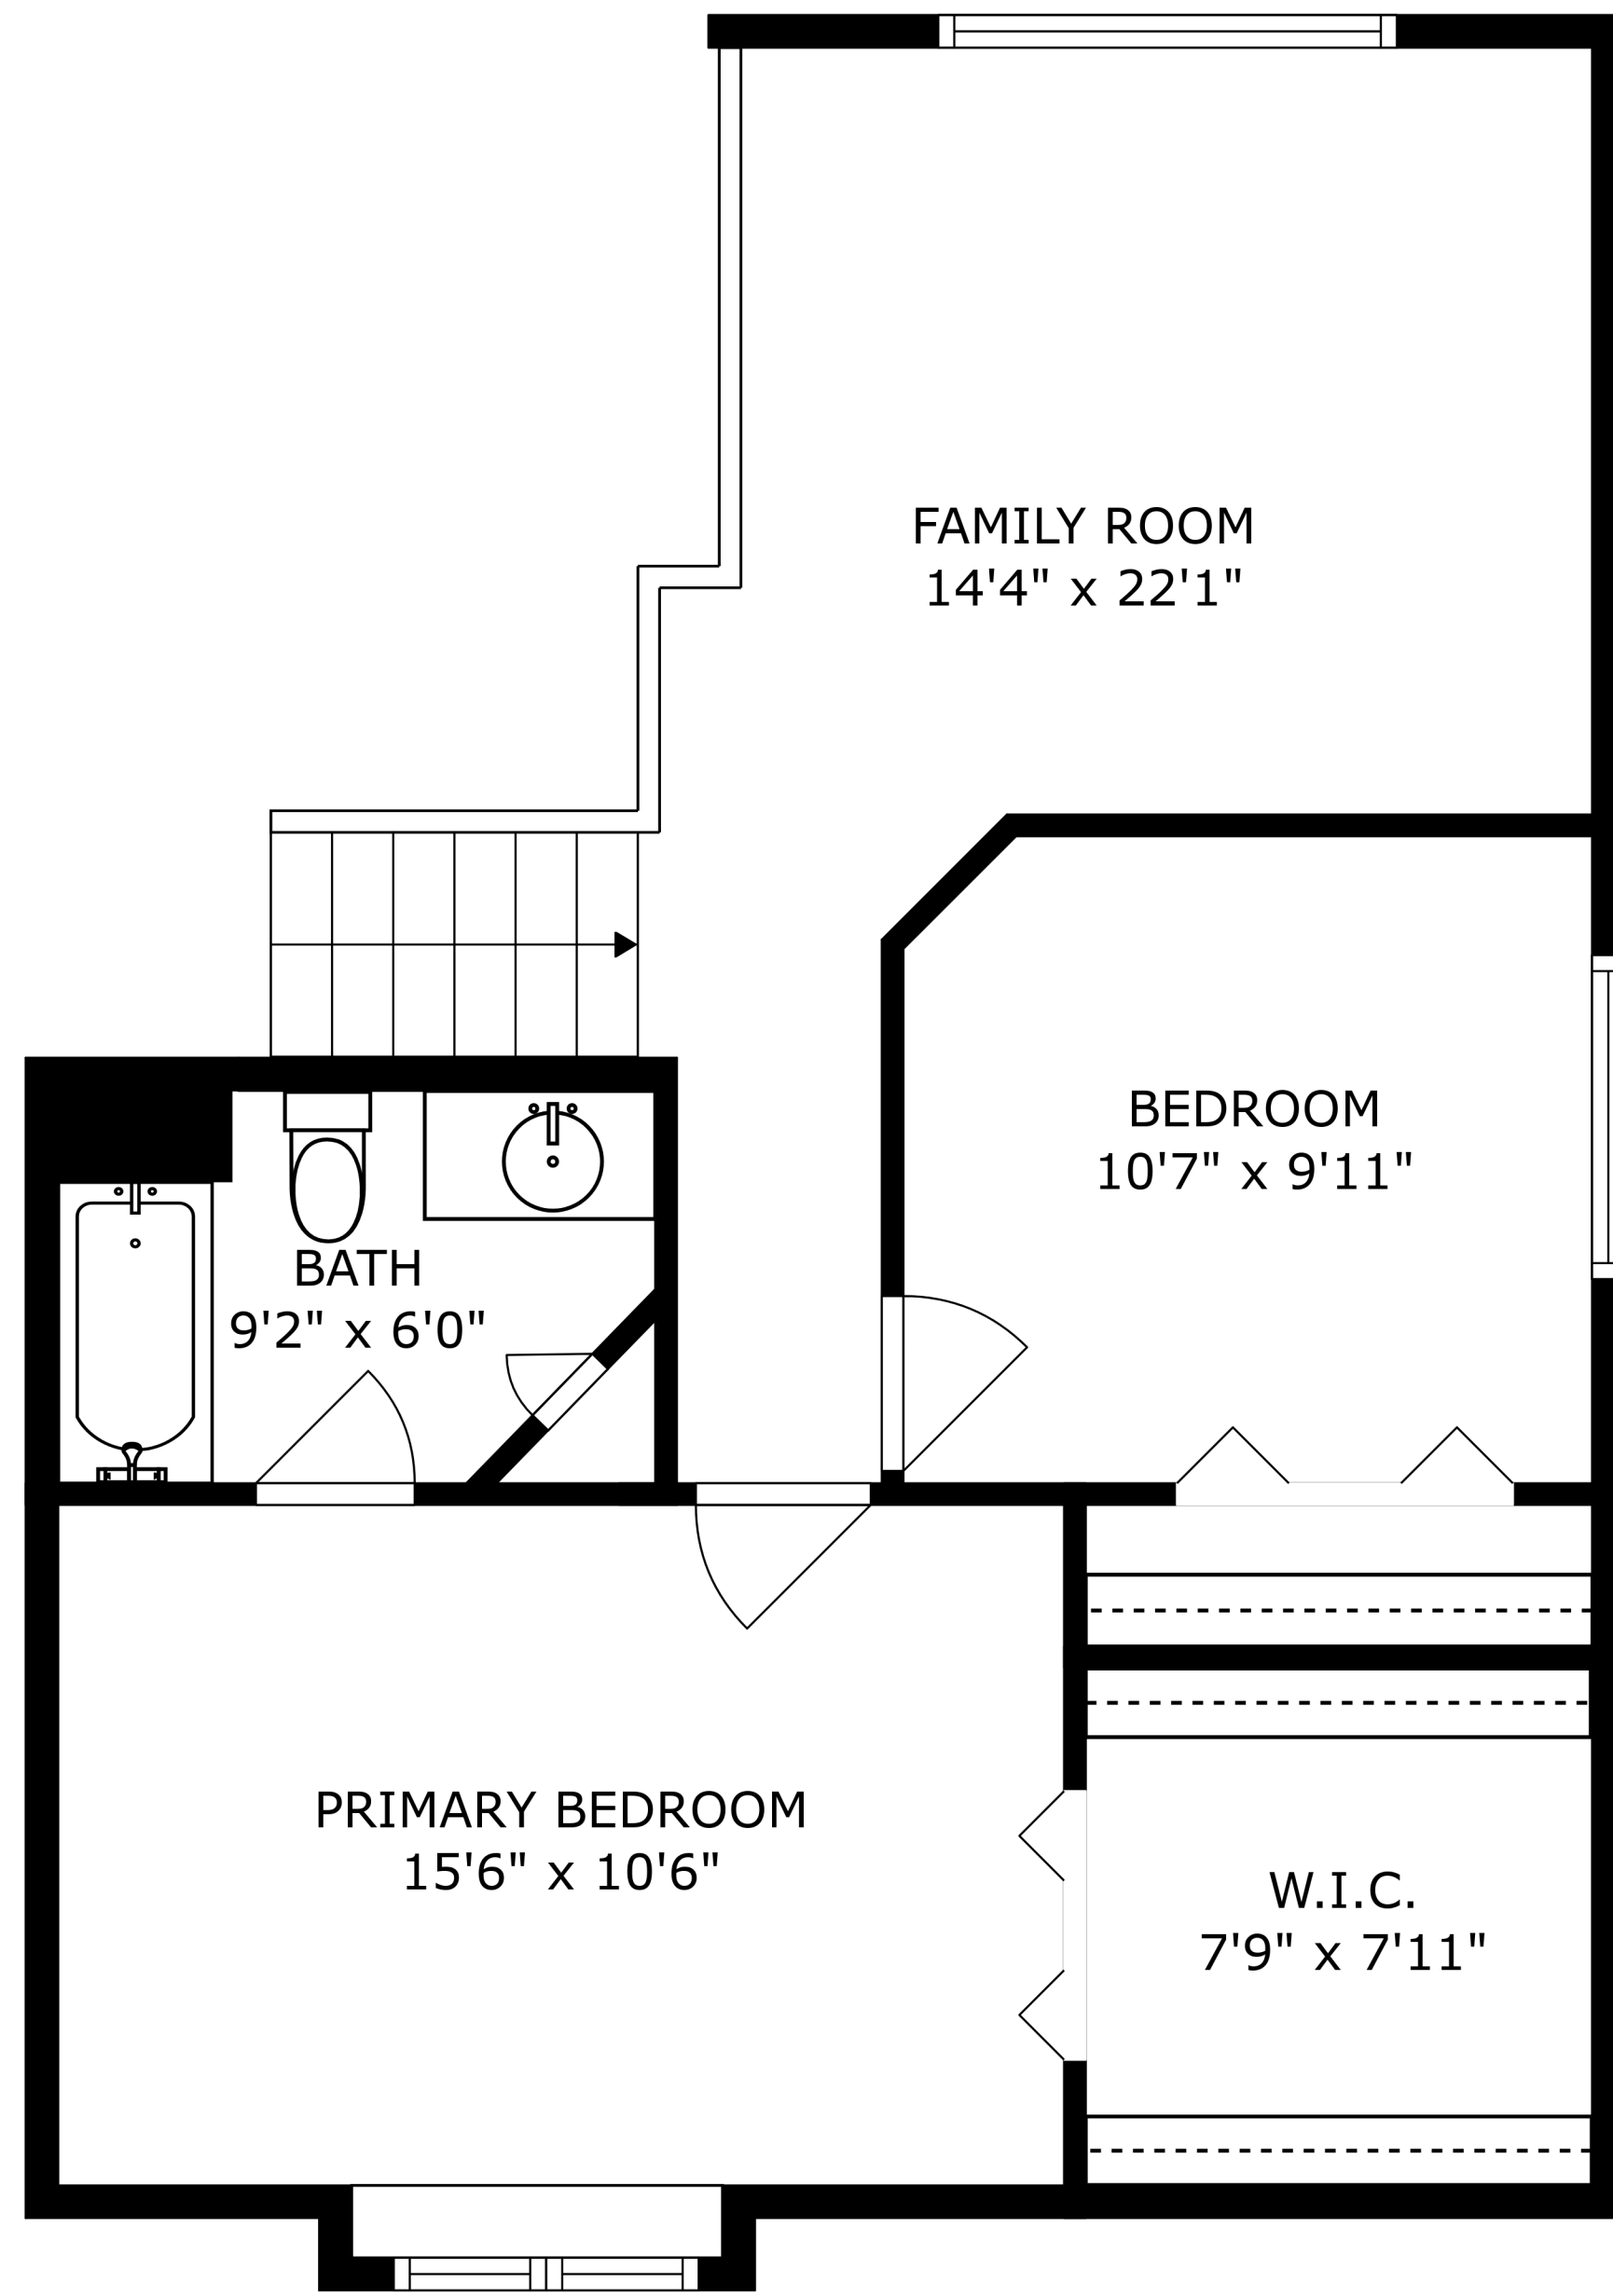 FAMILY ROOM
14'4" x 22'1"
BEDROOM
10'7" x 9'11"
BATH
9'2" x 6'0"
PRIMARY BEDROOM
15'6" x 10'6"
W.I.C.
7'9" x 7'11"